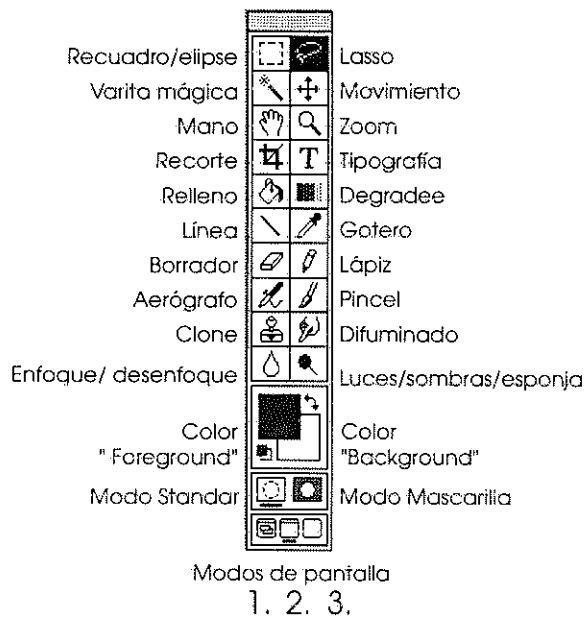 Recuadro/elipse Lasso
Varita mágica Movimiento
Mano Zoom
Recorte T Tipografía
Relleno Degradee
Línea Gotero
Borrador Lápiz
Aerógrafo Pincel
Clone Difuminado
Enfoque/ desenfoque Luces/sombras/esponja
Color Color
" Foreground" "Background"
Modo Standar Modo Mascarilla
Modos de pantalla
1. 2. 3.